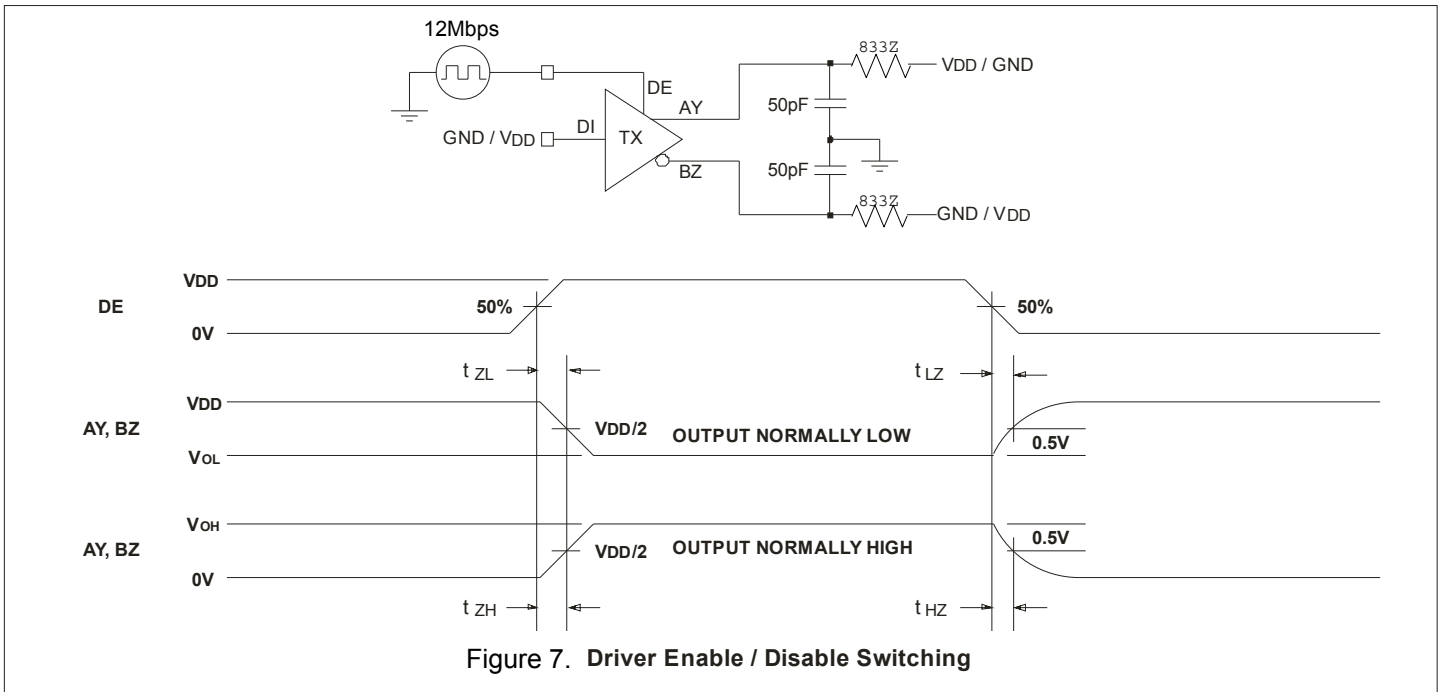 12Mbps
833Z
VDD / GND
DE
AY
50pF
GND / VDD
DI
TX
50pF
BZ
833Z
GND / VDD
VDD
DE
50%
50%
0V
t ZL
t LZ
VDD
AY, BZ
VDD/2
OUTPUT NORMALLY LOW
0.5V
VOL
VOH
0.5V
AY, BZ
VDD/2
OUTPUT NORMALLY HIGH
0V
t ZH
t HZ
Figure 7. Driver Enable / Disable Switching